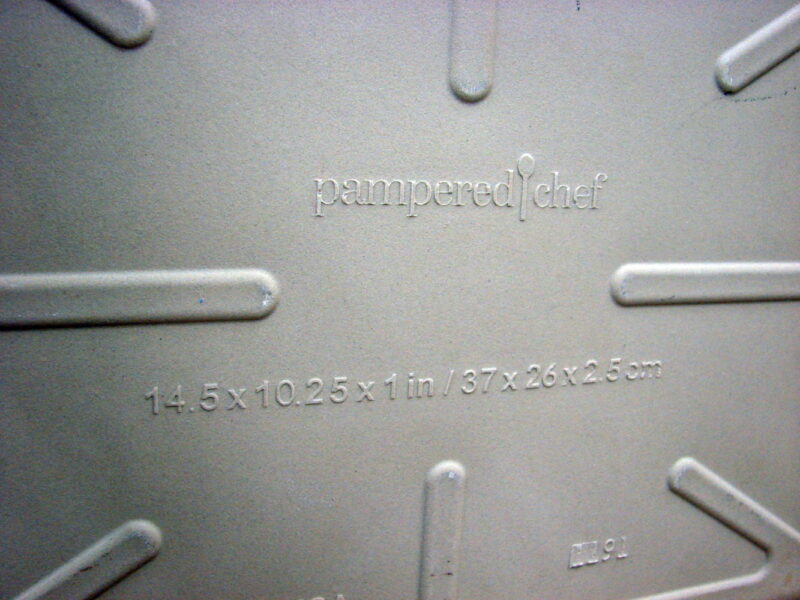 pampered chef
14.5 x 10.25 x 1 in / 37 x 26 x 2.5 cm